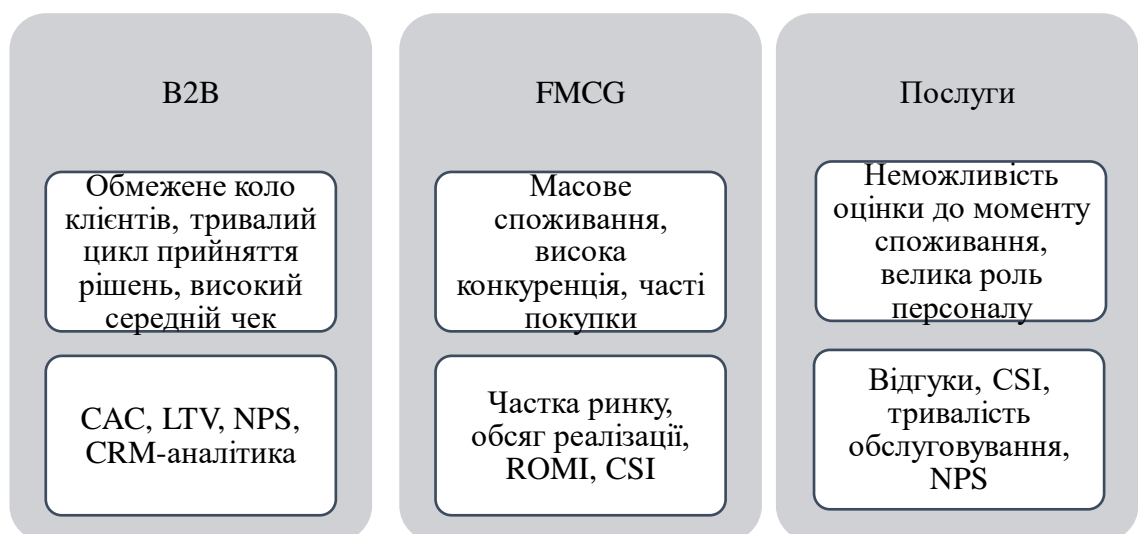 B2B
Обмежене коло
клієнтів, тривалий
цикл прийняття
рішень, високий
середній чек
CAC, LTV, NPS,
CRM-аналітика
FMCG
Масове
споживання,
висока
конкуренція, часті
покупки
Частка ринку,
обсяг реалізації,
ROMI, CSI
Послуги
Неможливість
оцінки до моменту
споживання,
велика роль
персоналу
Відгуки, CSI,
тривалість
обслуговування,
NPS